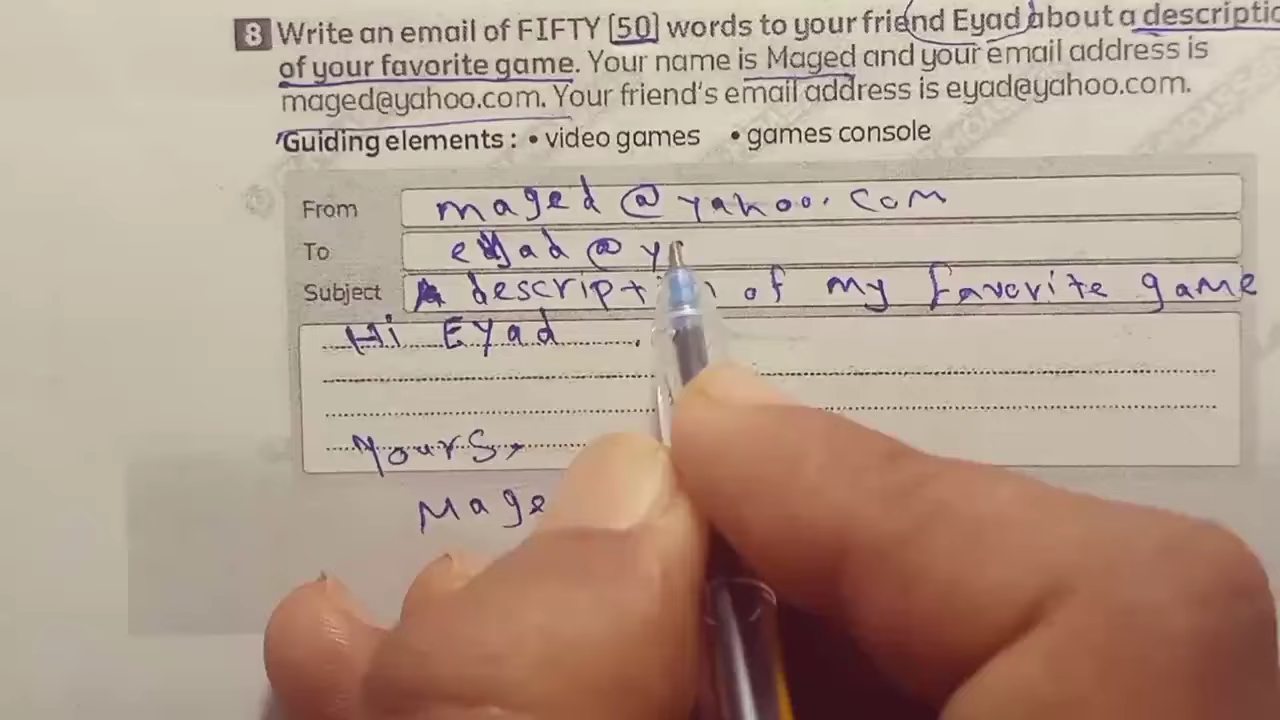 8 Write an email of FIFTY [50] words to your friend Eyad about a descriptio
of your favorite game. Your name is Maged and your email address is
maged@yahoo.com. Your friend's email address is eyad@yahoo.com.
Guiding elements : • video games • games console
From maged @ yahoo.com
To eyad @ y
Subject A description of my favorite game
Hi Eyad
Yours,
Mage